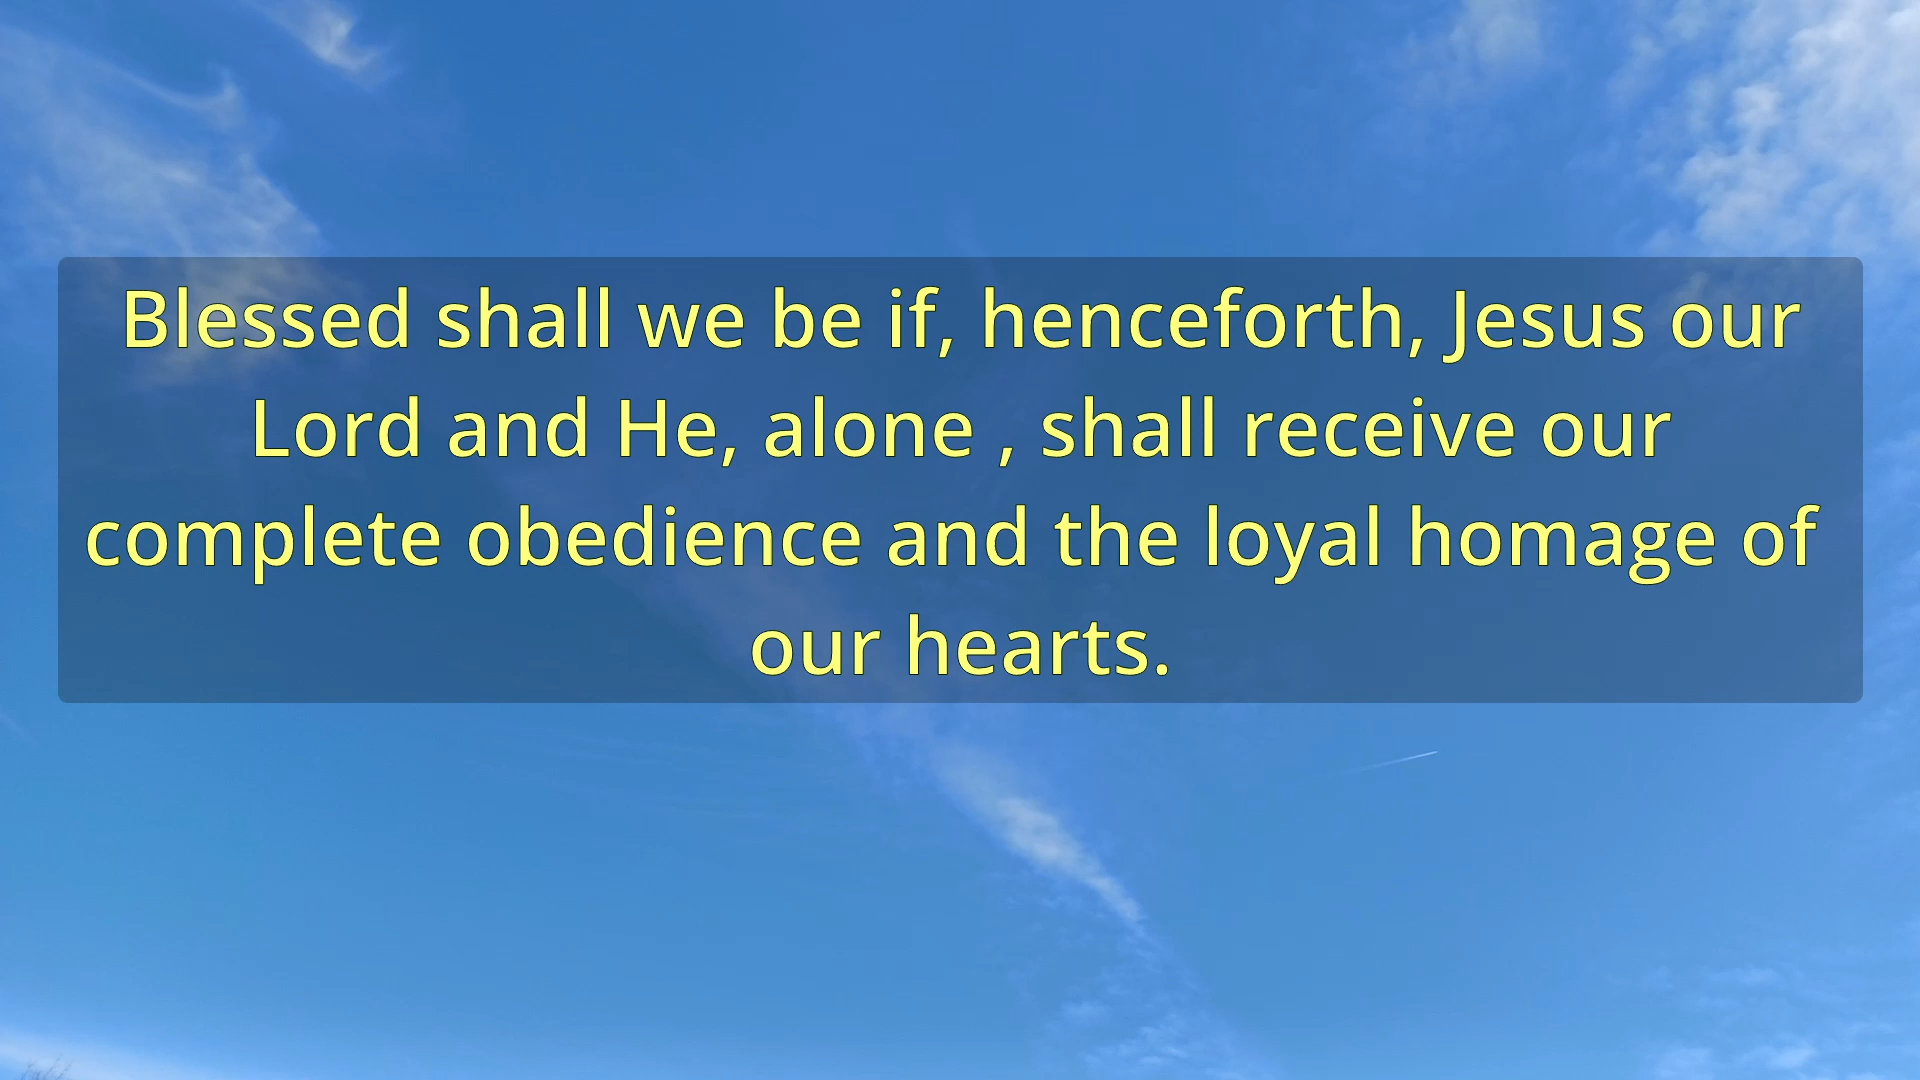 Blessed shall we be if, henceforth, Jesus our
Lord and He, alone , shall receive our
complete obedience and the loyal homage of
our hearts.